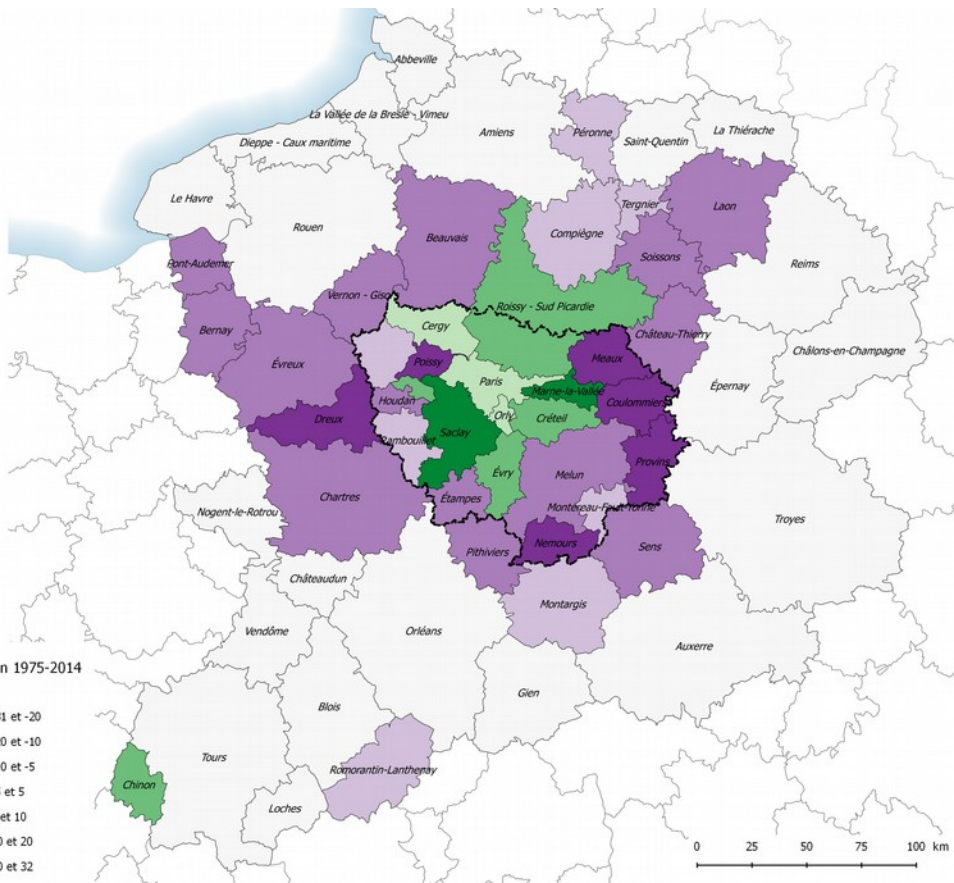 Abbeville
La Vallée de la Bresle - Vimeu
Dieppe - Caux maritime
Amiens
Péronne
Saint-Quentin
La Thiérache
Le Havre
Rouen
Beauvais
Compiègne
Tergnier
Laon
Soissons
Reims
Pont-Audemer
Vernon - Gisor
Roissy - Sud Picardie
Bernay
Cergy
Château-Thierry
Châlons-en-Champagne
Évreux
Poissy
Meaux
Paris
Marne-la-Vallée
Épernay
Houdan
Coulommiers
Dreux
Orly
Créteil
Saclay
Rambouillet
Provins
Évry
Melun
Chartres
Étampes
Montereau-Fault-Yonne
Nogent-le-Rotrou
Troyes
Pithiviers
Nemours
Sens
Châteaudun
Montargis
Vendôme
Orléans
Auxerre
n 1975-2014
Gien
Blois
31 et -20
0 et -10
0 et -5
et 5
et 10
0 et 20
0 et 32
Tours
Romorantin-Lanthenay
Chinon
Loches
0 25 50 75 100 km